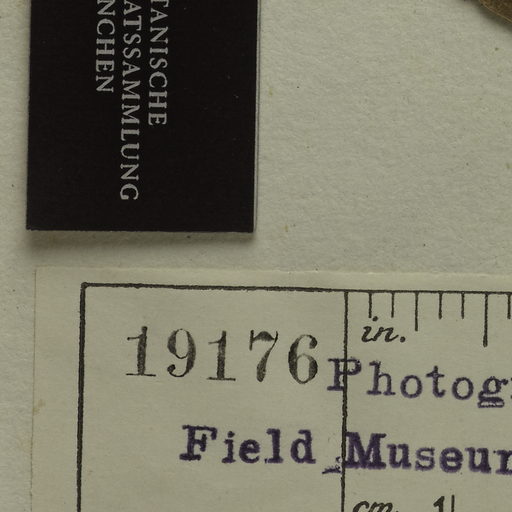 TANISCHE
ATSSAMMLUNG
NCHEN
19176
in.
Photog
Field Museu
cm. 1